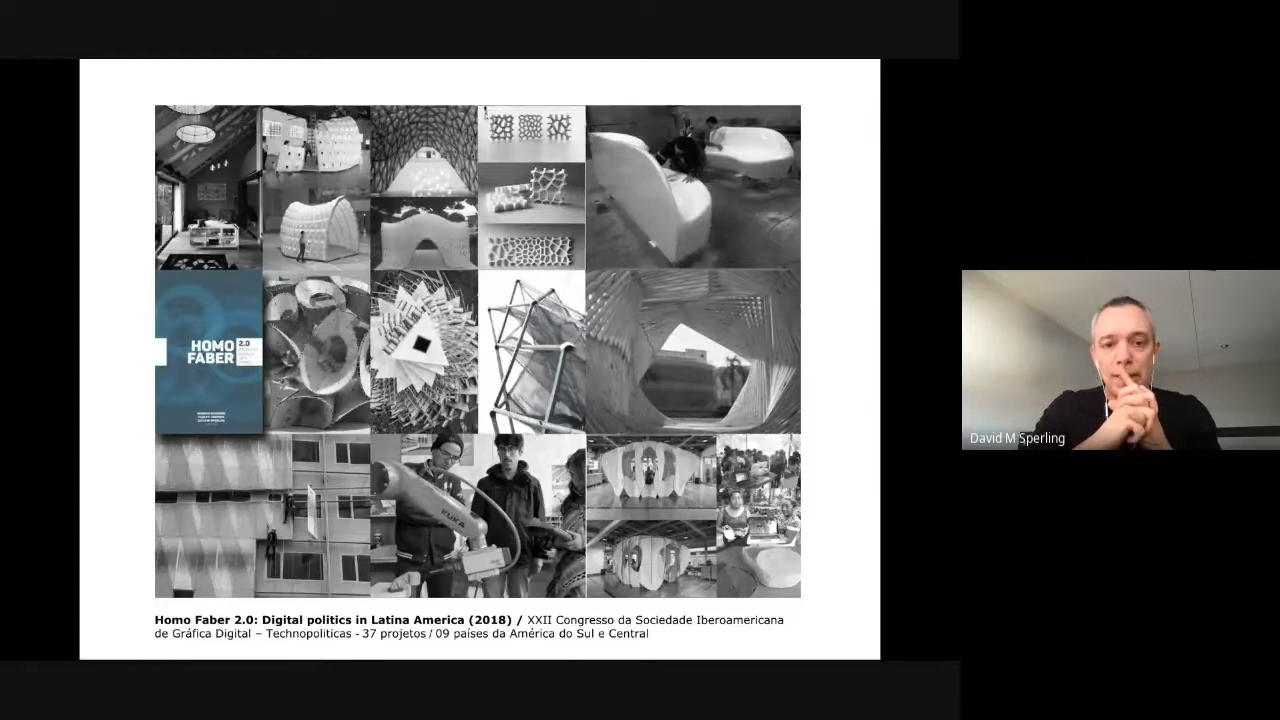 HOMO
FABER
2.0
KUKA
Homo Faber 2.0: Digital politics in Latina America (2018) / XXII Congresso da Sociedade Iberoamericana
de Gráfica Digital – Technopoliticas - 37 projetos / 09 países da América do Sul e Central
David M Sperling